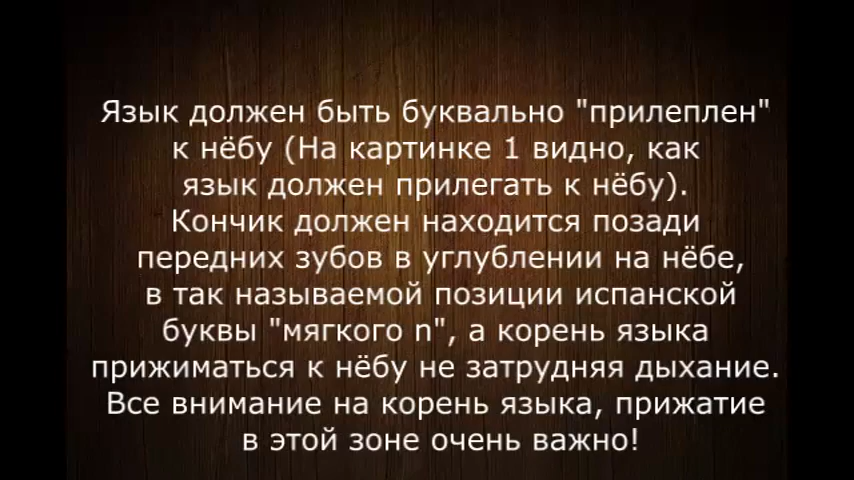 Язык должен быть буквально "прилеплен"
к нёбу (На картинке 1 видно, как
язык должен прилегать к нёбу).
Кончик должен находится позади
передних зубов в углублении на нёбе,
в так называемой позиции испанской
буквы "мягкого n", а корень языка
прижиматься к нёбу не затрудняя дыхание.
Все внимание на корень языка, прижатие
в этой зоне очень важно!